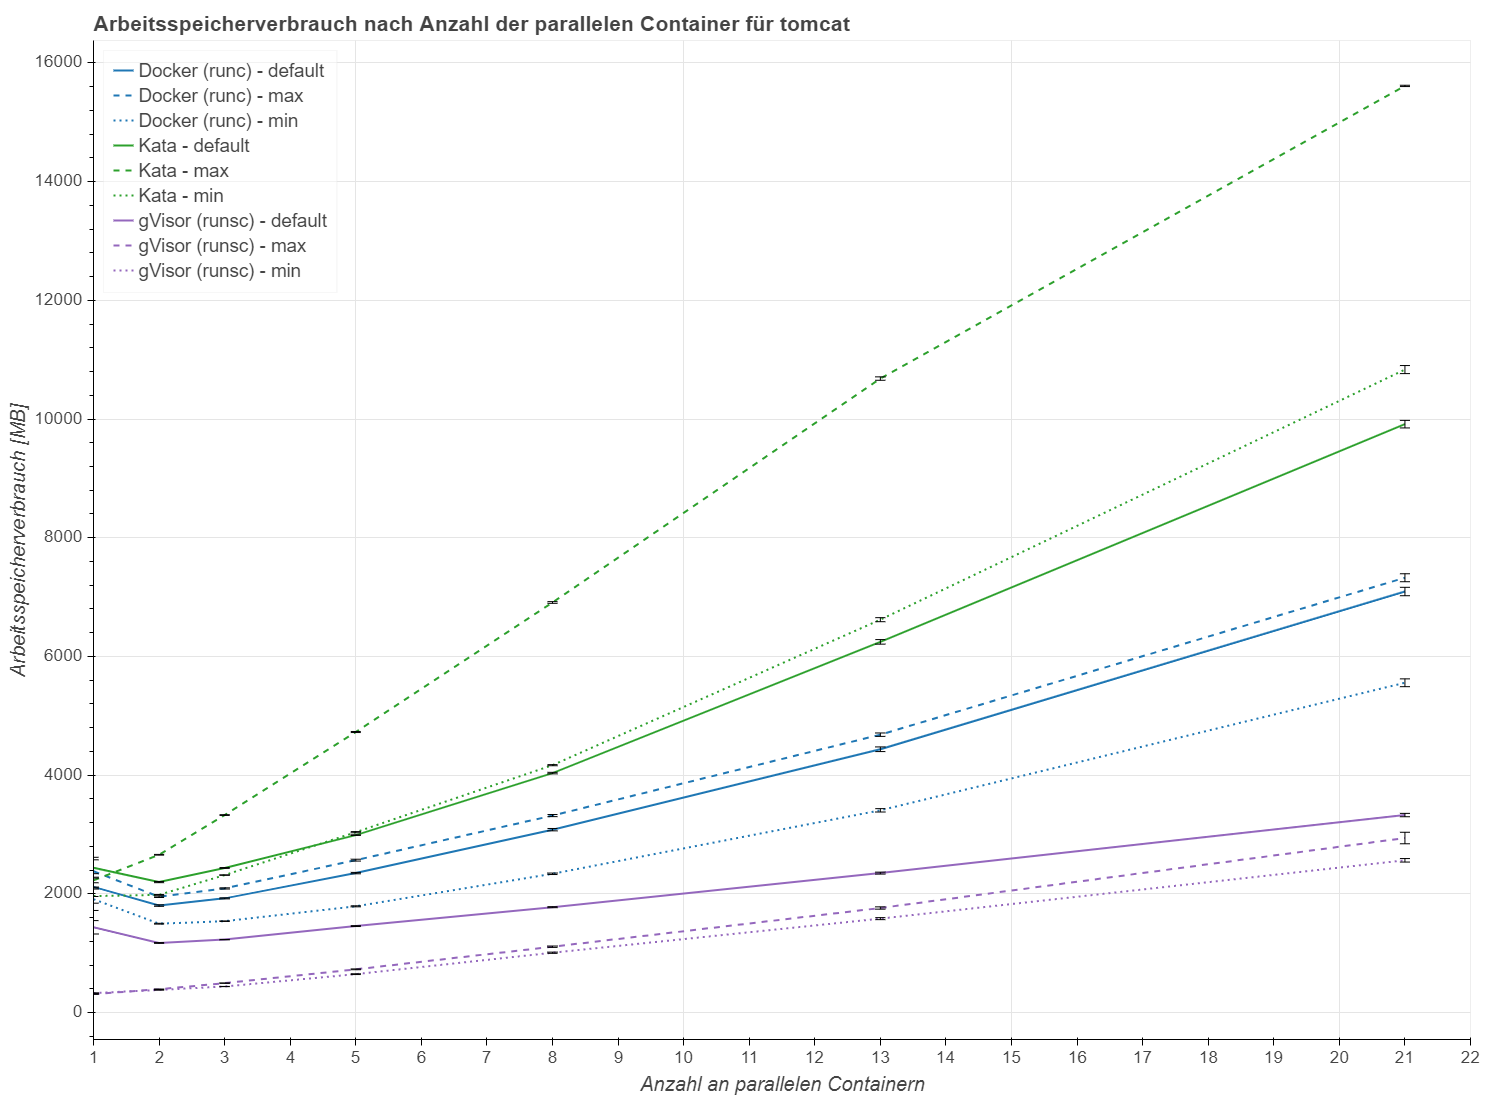 Arbeitsspeicherverbrauch nach Anzahl der parallelen Container für tomcat
Docker (runc) - default
Docker (runc) - max
Docker (runc) - min
Kata - default
Kata - max
Kata - min
gVisor (runsc) - default
gVisor (runsc) - max
gVisor (runsc) - min
Arbeitsspeicherverbrauch [MB]
16000
14000
12000
10000
8000
6000
4000
2000
0
1 2 3 4 5 6 7 8 9 10 11 12 13 14 15 16 17 18 19 20 21 22
Anzahl an parallelen Containern